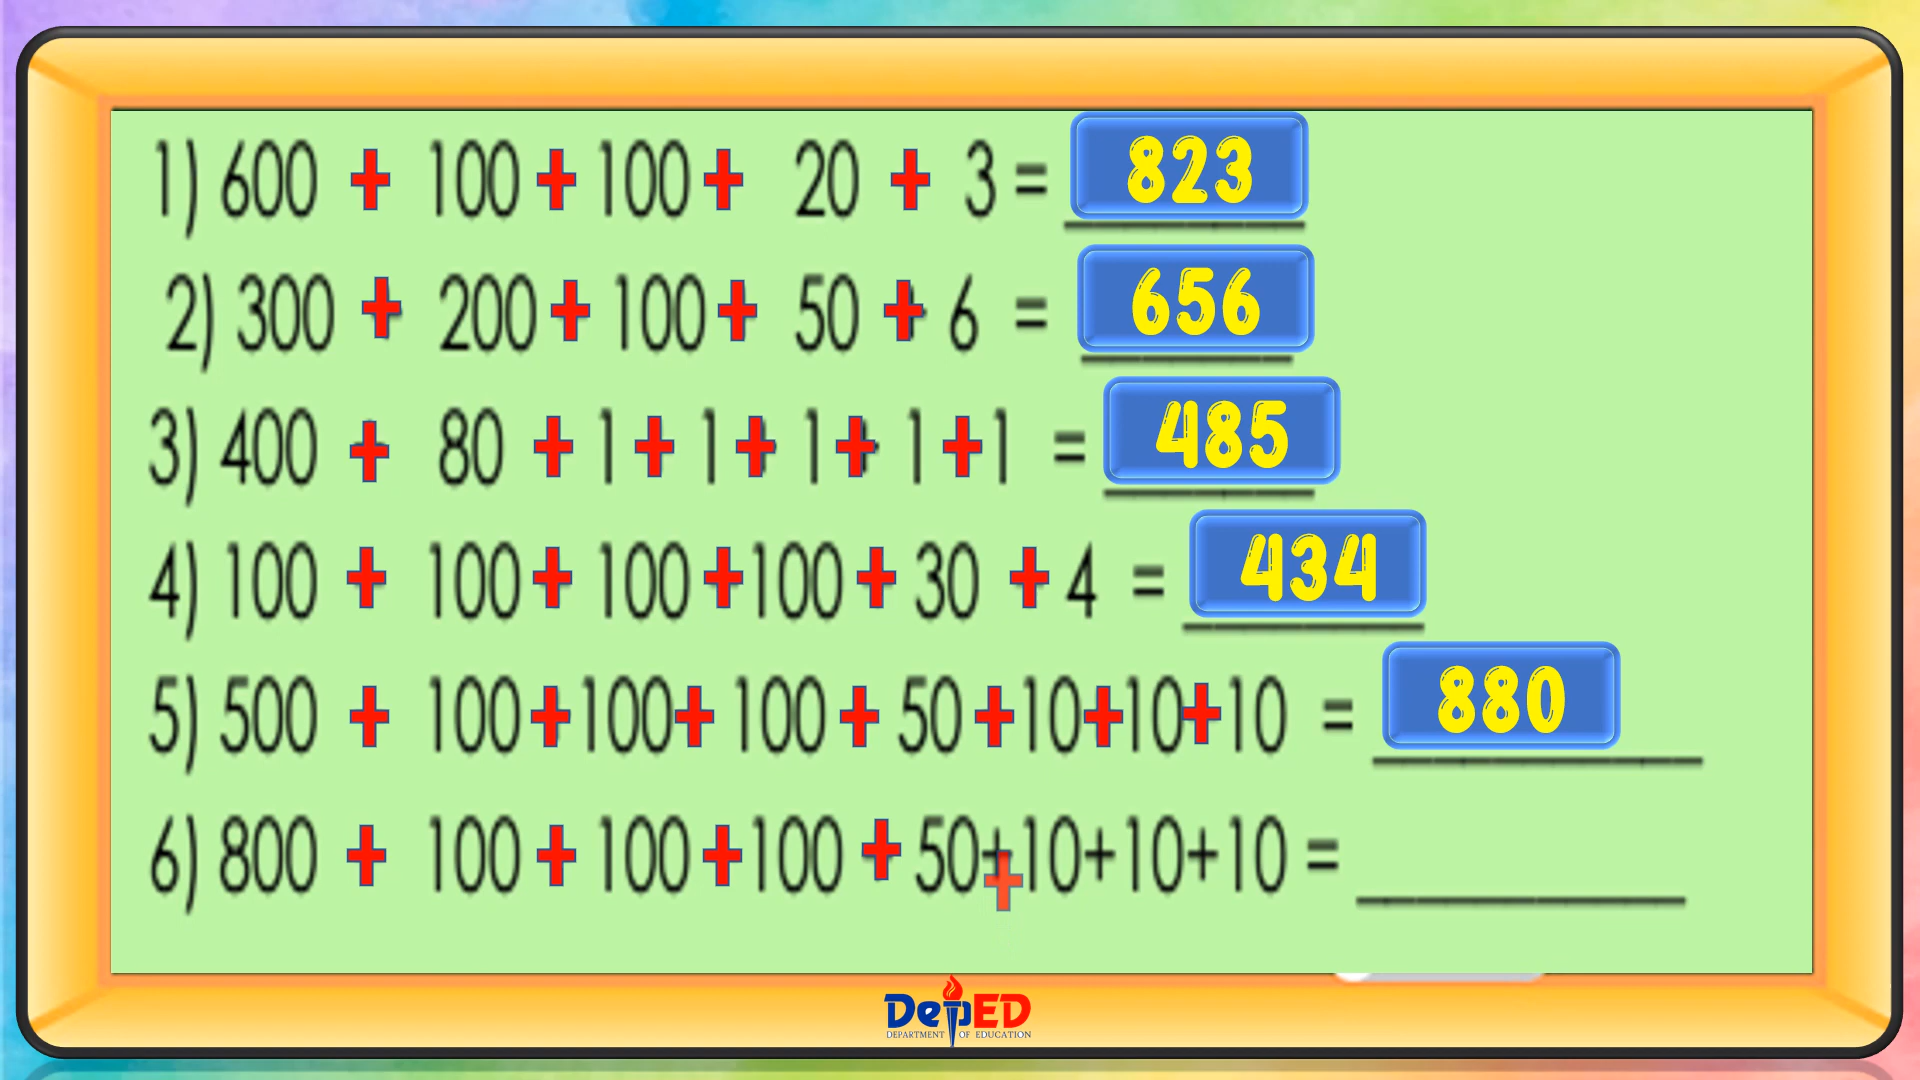 1) 600 + 100 + 100 + 20 + 3 = 823
2) 300 + 200 + 100 + 50 + 6 = 656
3) 400 + 80 + 1 + 1 + 1 + 1 + 1 = 485
4) 100 + 100 + 100 + 100 + 30 + 4 = 434
5) 500 + 100 + 100 + 100 + 50 + 10 + 10 + 10 = 880
6) 800 + 100 + 100 + 100 + 50 + 10 + 10 + 10 = ________
DepED
DEPARTMENT OF EDUCATION